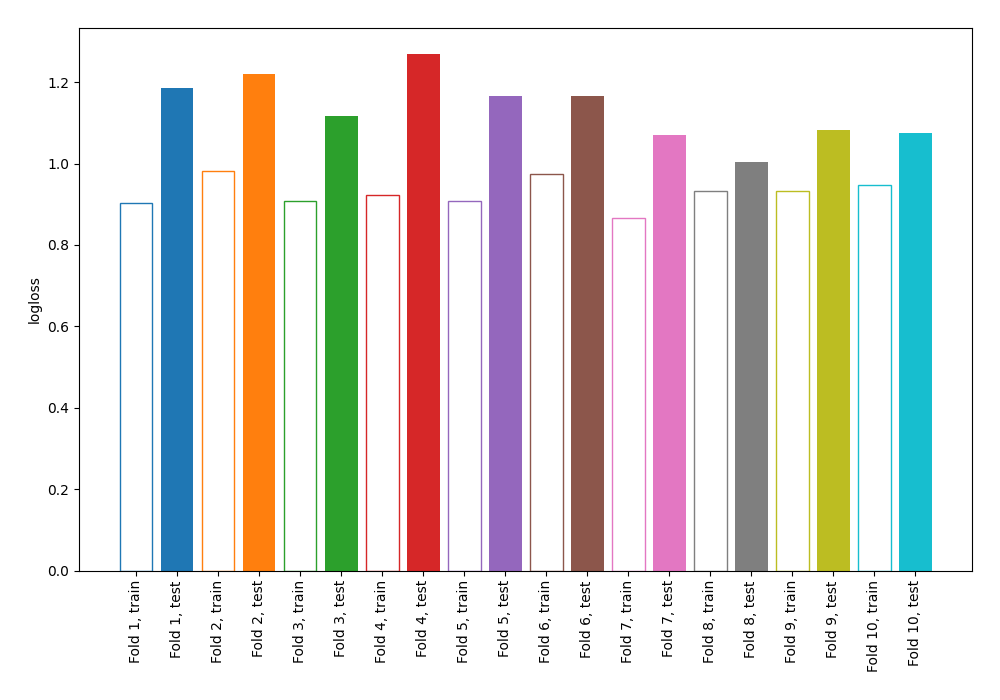 logloss
1.2
1.0
0.8
0.6
0.4
0.2
0.0
Fold 1, train
Fold 1, test
Fold 2, train
Fold 2, test
Fold 3, train
Fold 3, test
Fold 4, train
Fold 4, test
Fold 5, train
Fold 5, test
Fold 6, train
Fold 6, test
Fold 7, train
Fold 7, test
Fold 8, train
Fold 8, test
Fold 9, train
Fold 9, test
Fold 10, train
Fold 10, test